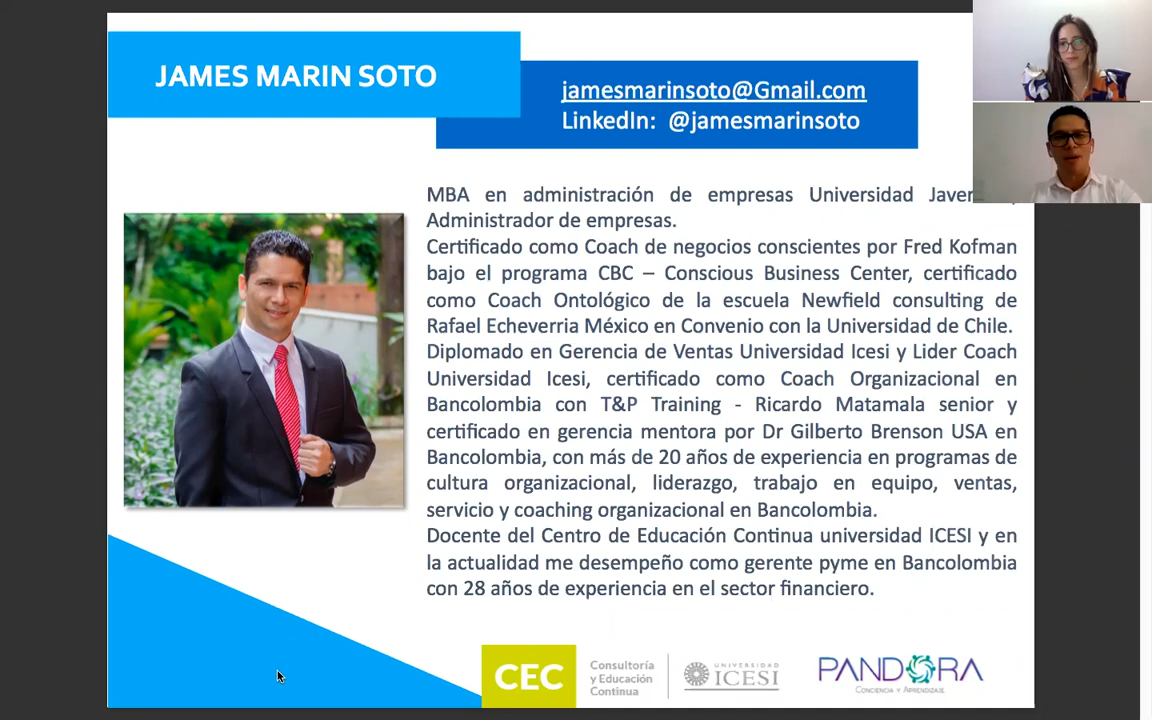 JAMES MARIN SOTO
jamesmarinsoto@Gmail.com
LinkedIn: @jamesmarinsoto
MBA en administración de empresas Universidad
Administrador de empresas.
Certificado como Coach de negocios conscientes por Fred Kofman
bajo el programa CBC – Conscious Business Center, certificado
como Coach Ontológico de la escuela Newfield consulting de
Rafael Echeverria México en Convenio con la Universidad de Chile.
Diplomado en Gerencia de Ventas Universidad Icesi y Lider Coach
Universidad Icesi, certificado como Coach Organizacional en
Bancolombia con T&P Training - Ricardo Matamala senior y
certificado en gerencia mentora por Dr Gilberto Brenson USA en
Bancolombia, con más de 20 años de experiencia en programas de
cultura organizacional, liderazgo, trabajo en equipo, ventas,
servicio y coaching organizacional en Bancolombia.
Docente del Centro de Educación Continua universidad ICESI y en
la actualidad me desempeño como gerente pyme en Bancolombia
con 28 años de experiencia en el sector financiero.
CEC
Consultoría
y Educación
Continua
UNIVERSIDAD
ICESI
PANDORA
CONCIENCIA Y APRENDIZAJE